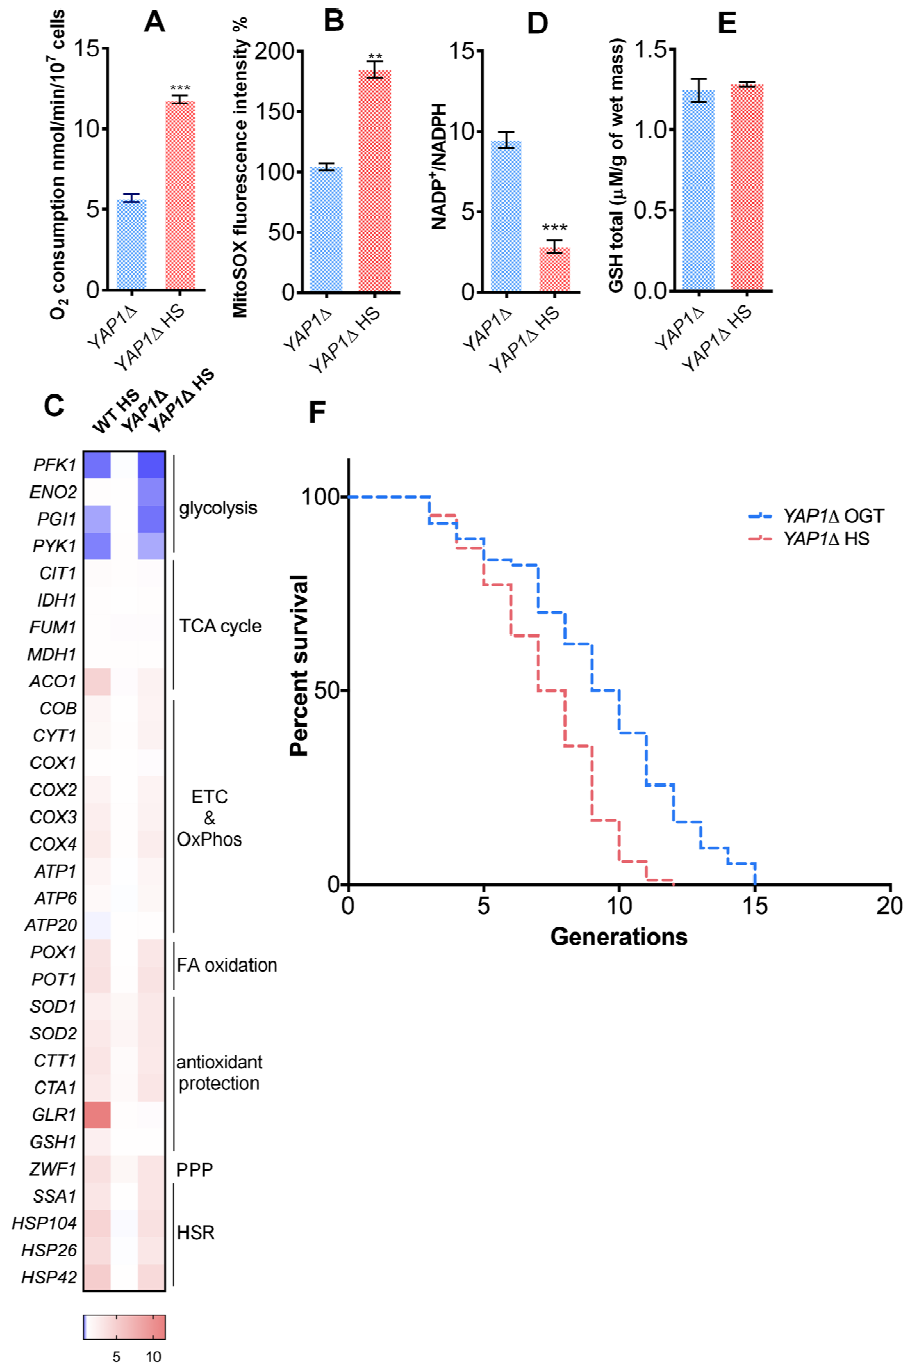 A
O2 consumption nmol/min/10^7 cells
15
10
5
0
***
YAP1Δ
YAP1Δ HS
B
MitoSOX fluorescence intensity %
200
150
100
50
0
**
YAP1Δ
YAP1Δ HS
D
NADP+/NADPH
15
10
5
0
***
YAP1Δ
YAP1Δ HS
E
GSH total (μM/g of wet mass)
1.5
1.0
0.5
0.0
YAP1Δ
YAP1Δ HS
C
WT HS
YAP1Δ
YAP1Δ HS
PFK1
ENO2
PGI1
PYK1
glycolysis
CIT1
IDH1
FUM1
MDH1
ACO1
TCA cycle
COB
CYT1
COX1
COX2
COX3
COX4
ATP1
ATP6
ATP20
ETC
&
OxPhos
POX1
POT1
FA oxidation
SOD1
SOD2
CTT1
CTA1
GLR1
GSH1
antioxidant
protection
ZWF1
PPP
SSA1
HSP104
HSP26
HSP42
HSR
5 10
F
Percent survival
100
50
0
0 5 10 15 20
Generations
YAP1Δ OGT
YAP1Δ HS